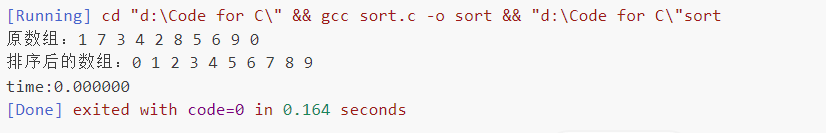 [Running] cd "d:\Code for C\" && gcc sort.c -o sort && "d:\Code for C\"sort
原数组：1 7 3 4 2 8 5 6 9 0
排序后的数组：0 1 2 3 4 5 6 7 8 9
time:0.000000
[Done] exited with code=0 in 0.164 seconds